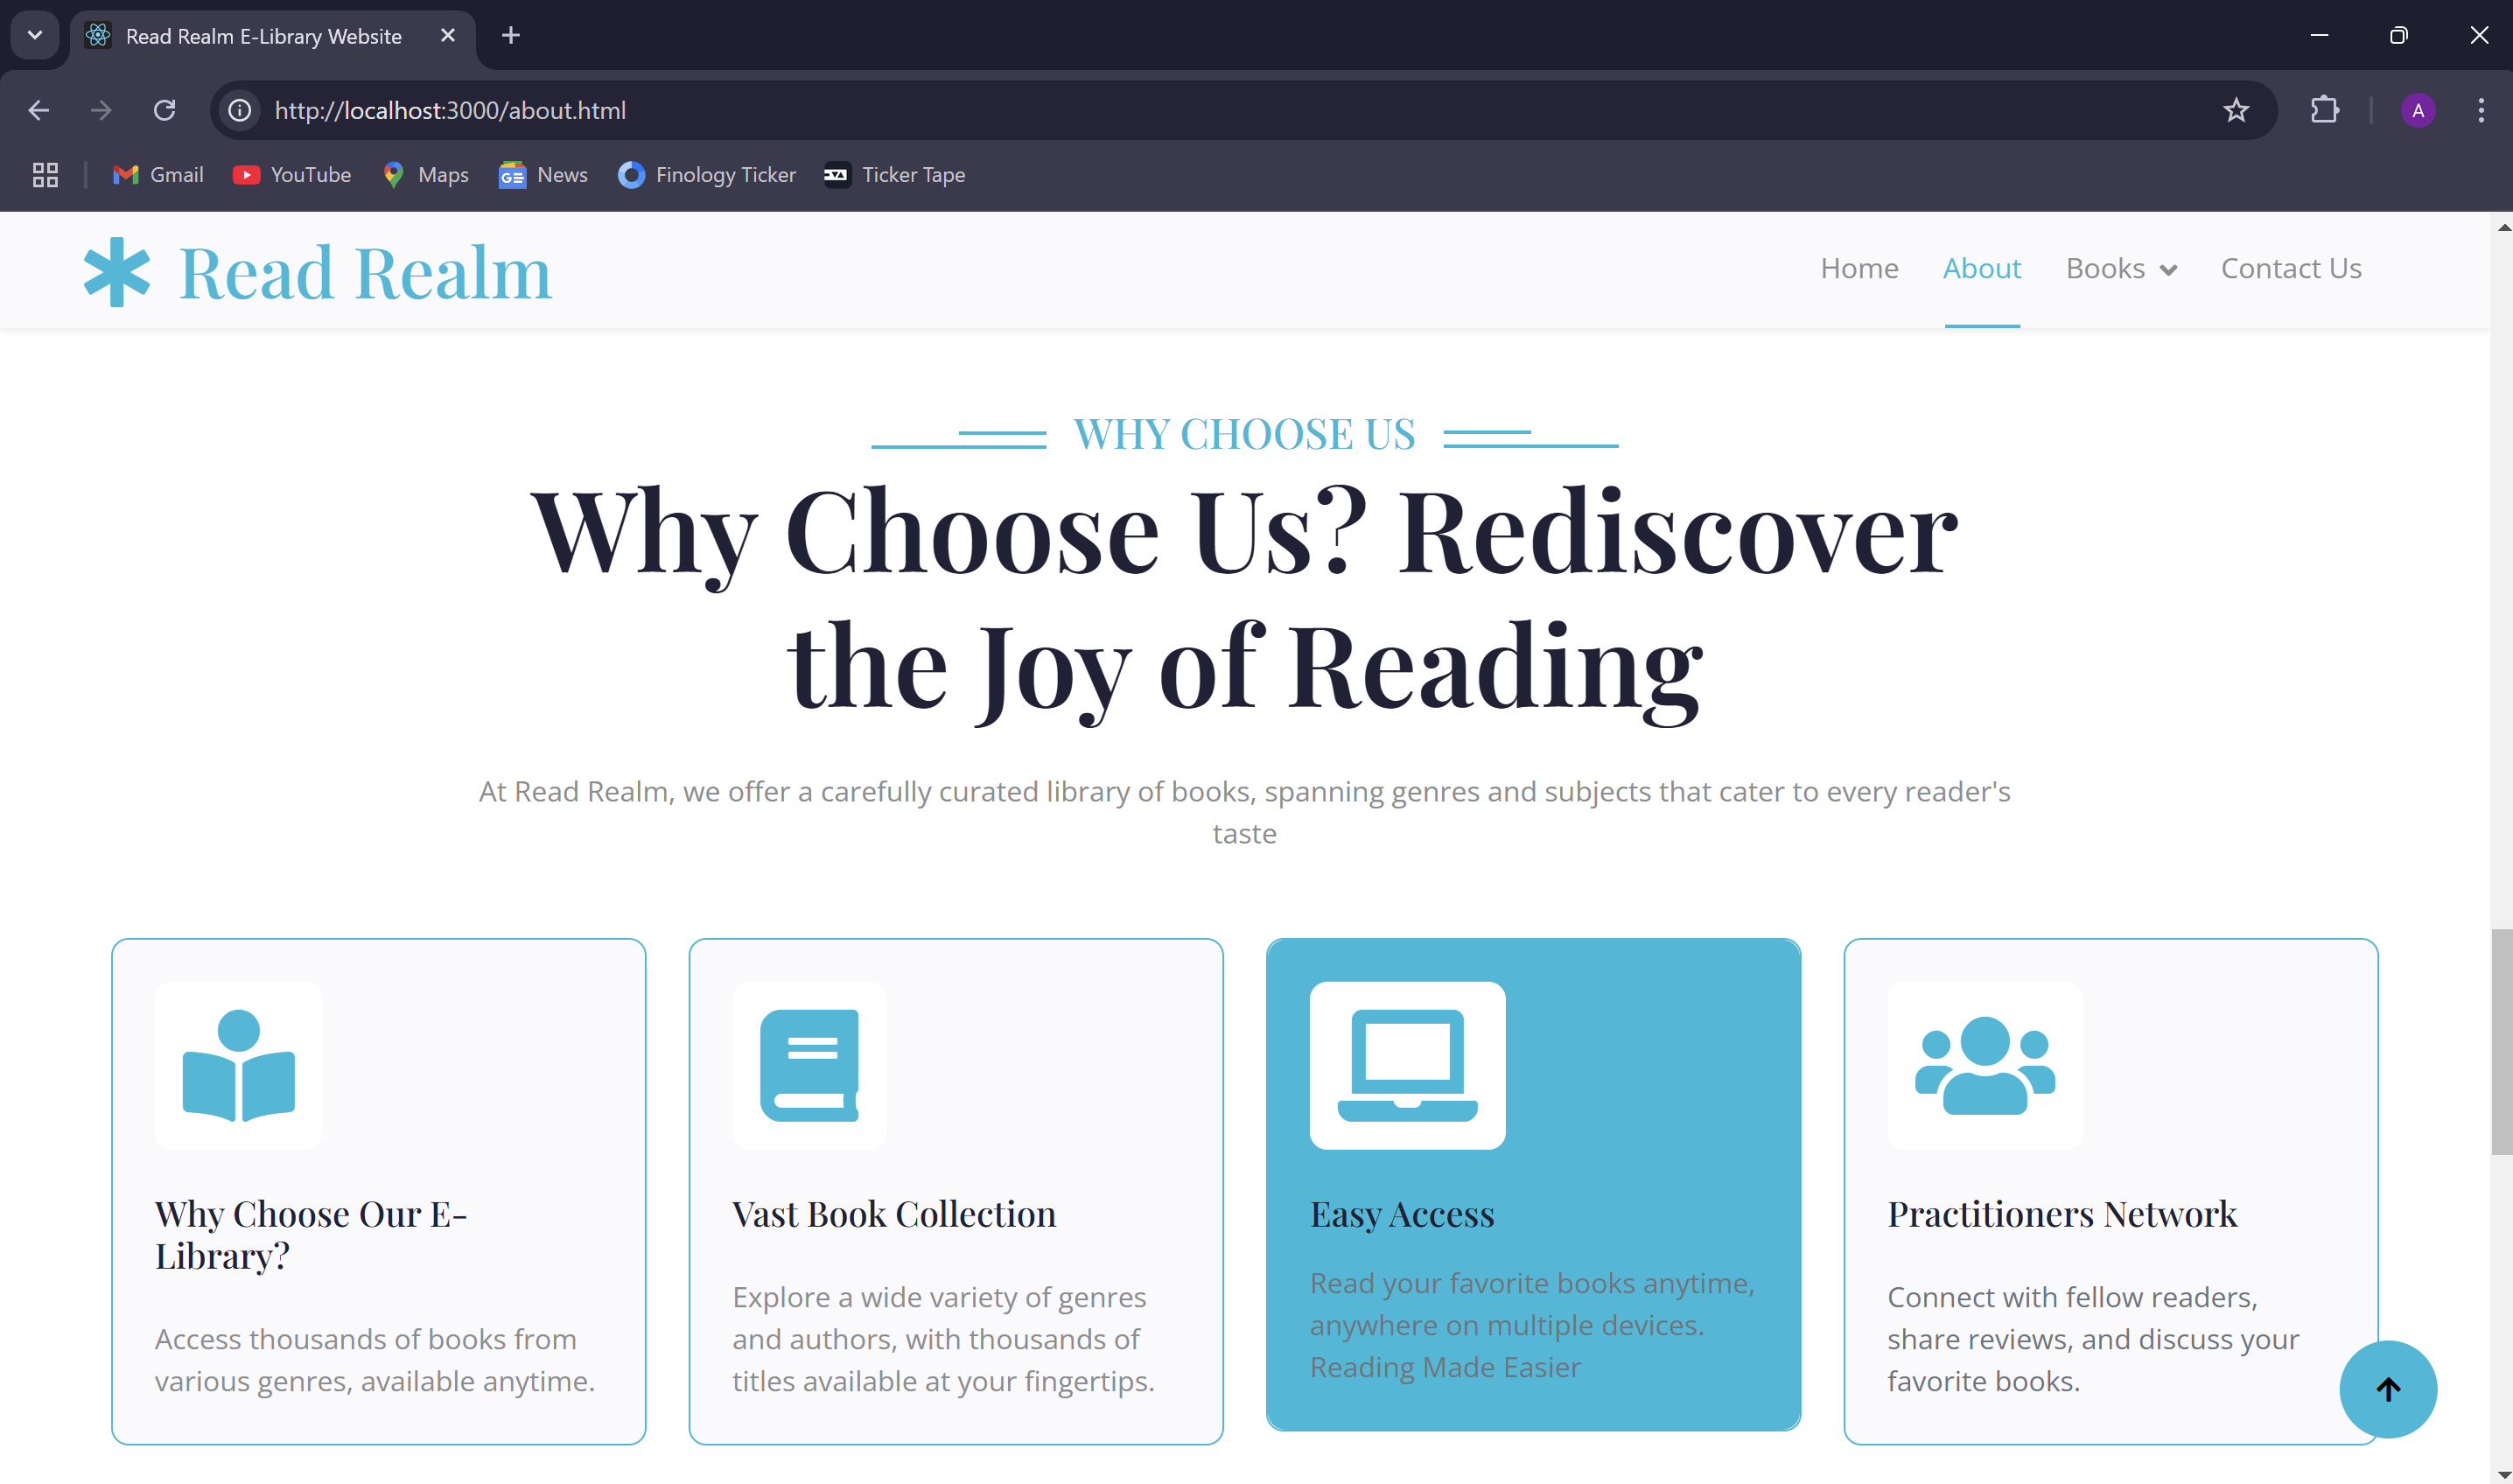 Read Realm E-Library Website
http://localhost:3000/about.html
A
Gmail
YouTube
Maps
News
Finology Ticker
Ticker Tape
Read Realm
Home
About
Books
Contact Us
WHY CHOOSE US
Why Choose Us? Rediscover
the Joy of Reading
At Read Realm, we offer a carefully curated library of books, spanning genres and subjects that cater to every reader's
taste
Why Choose Our E-
Library?
Access thousands of books from
various genres, available anytime.
Vast Book Collection
Explore a wide variety of genres
and authors, with thousands of
titles available at your fingertips.
Easy Access
Read your favorite books anytime,
anywhere on multiple devices.
Reading Made Easier
Practitioners Network
Connect with fellow readers,
share reviews, and discuss your
favorite books.